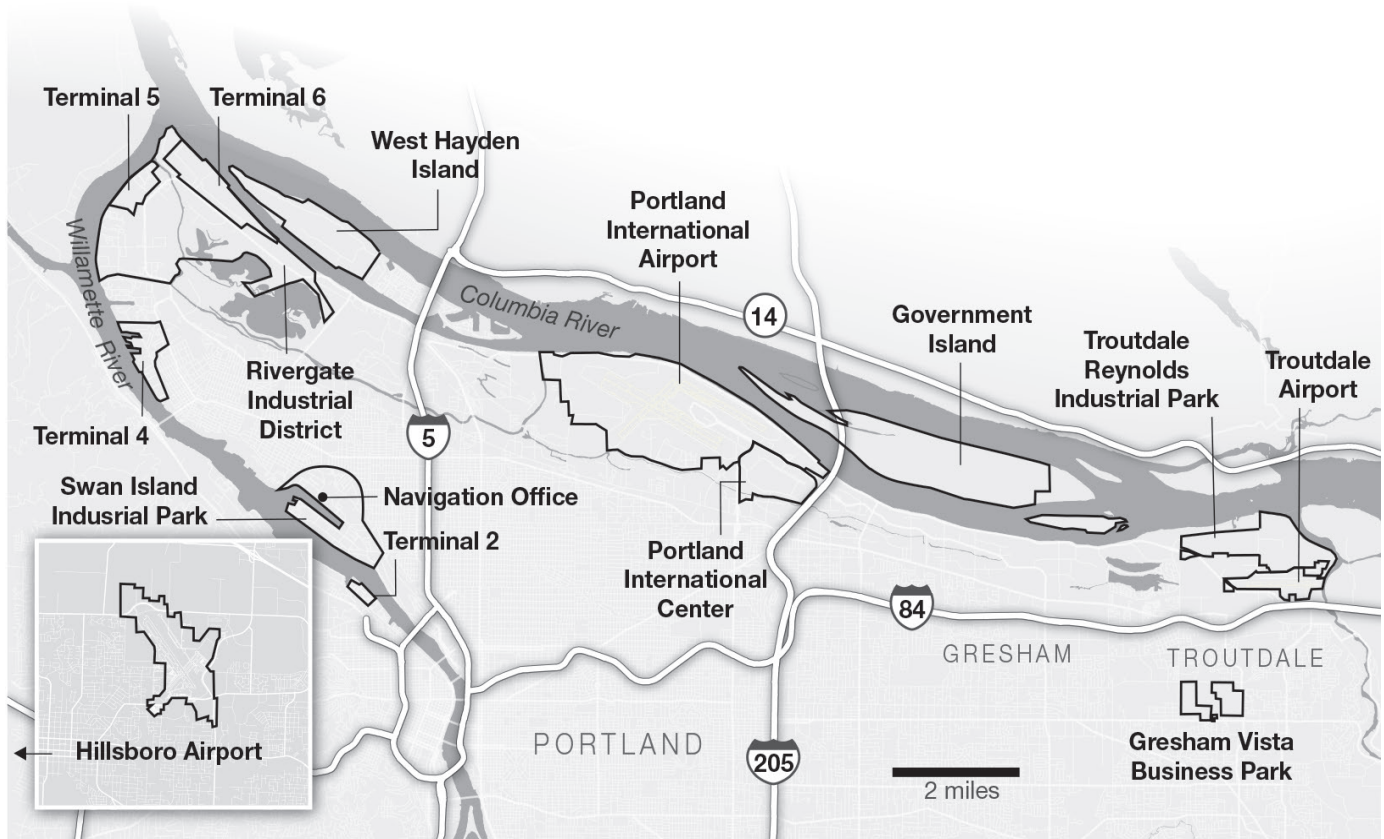 Terminal 5
Terminal 6
West Hayden
Island
Portland
International
Airport
Columbia River
14
Government
Island
Troutdale
Reynolds
Industrial Park
Troutdale
Airport
Willamette River
Rivergate
Industrial
District
Terminal 4
5
Swan Island
Indusrial Park
Navigation Office
Terminal 2
Portland
International
Center
84
GRESHAM
TROUTDALE
Hillsboro Airport
PORTLAND
205
2 miles
Gresham Vista
Business Park